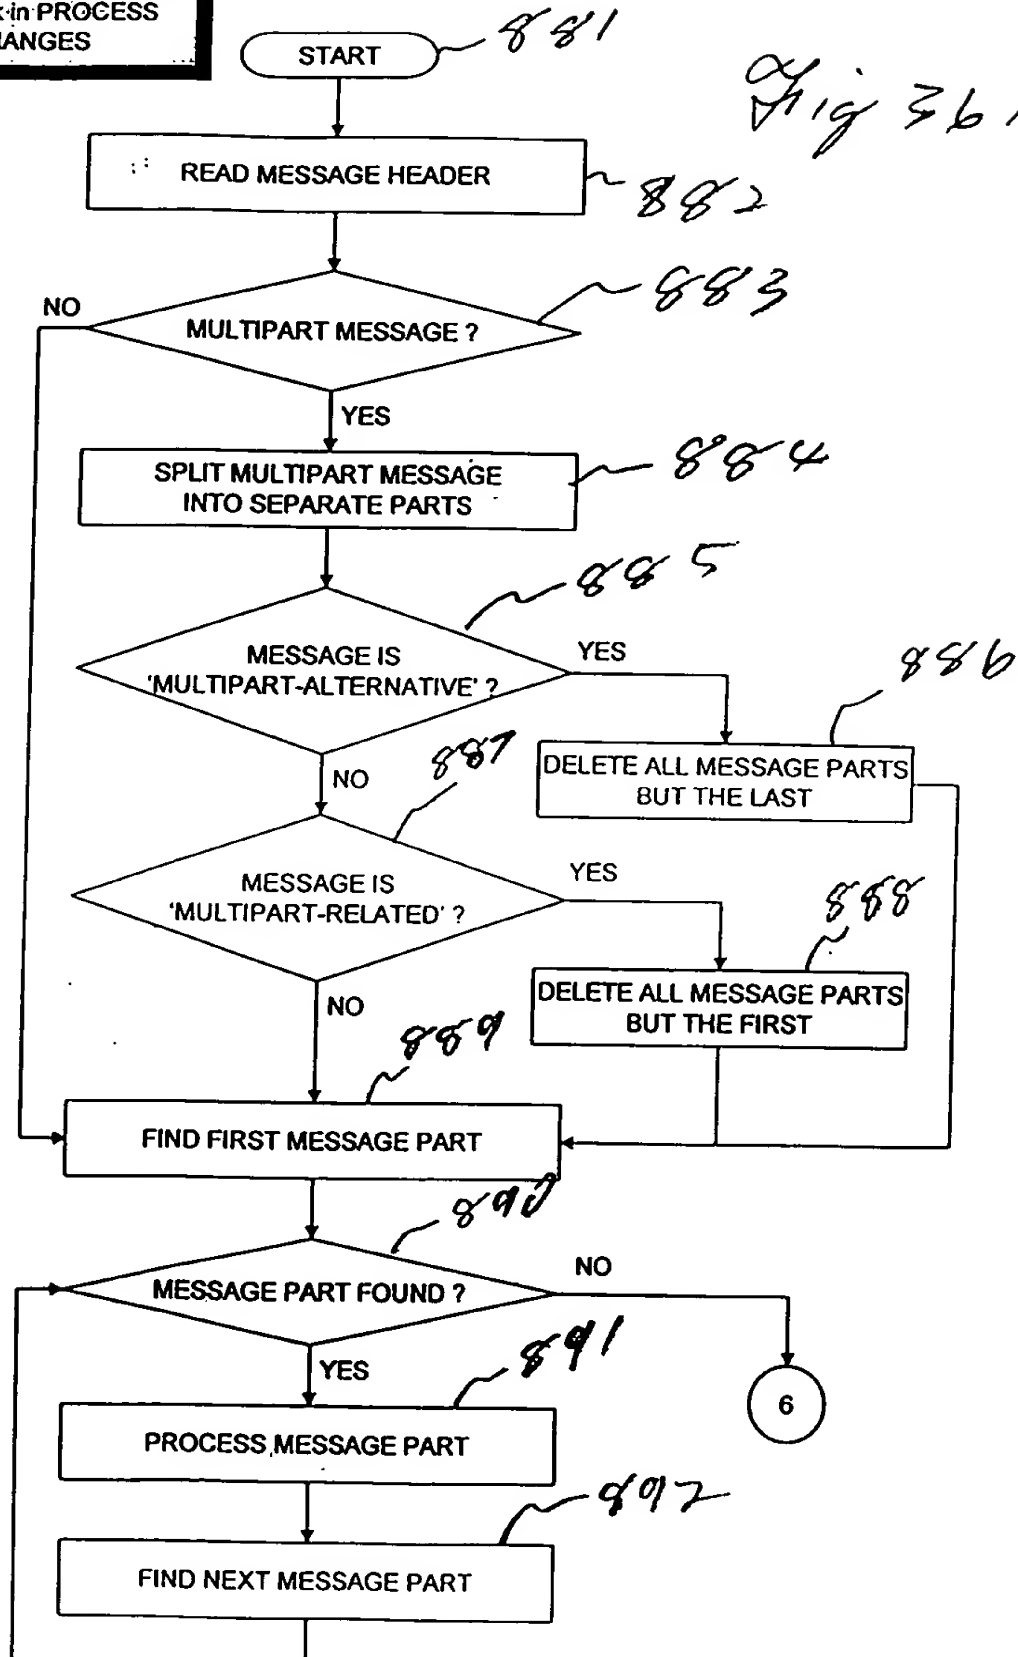 in PROCESS
START
881
Fig 36
READ MESSAGE HEADER
882
883
NO
MULTIPART MESSAGE ?
YES
SPLIT MULTIPART MESSAGE
INTO SEPARATE PARTS
884
885
MESSAGE IS
'MULTIPART-ALTERNATIVE' ?
YES
886
DELETE ALL MESSAGE PARTS
BUT THE LAST
NO
887
MESSAGE IS
'MULTIPART-RELATED' ?
YES
888
DELETE ALL MESSAGE PARTS
BUT THE FIRST
NO
889
FIND FIRST MESSAGE PART
890
MESSAGE PART FOUND ?
NO
6
YES
891
PROCESS MESSAGE PART
892
FIND NEXT MESSAGE PART